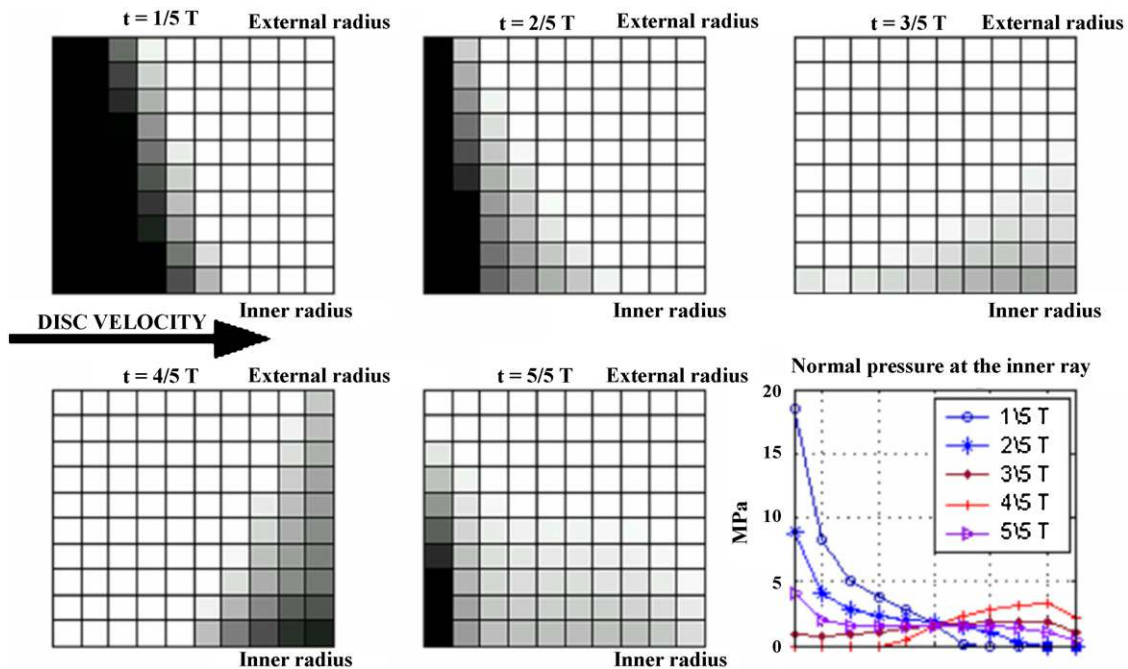 t = 1/5 T External radius
t = 2/5 T External radius
t = 3/5 T External radius
Inner radius
Inner radius
Inner radius
DISC VELOCITY
t = 4/5 T External radius
t = 5/5 T External radius
Normal pressure at the inner ray
20
15
10
5
0
MPa
1\5 T
2\5 T
3\5 T
4\5 T
5\5 T
Inner radius
Inner radius